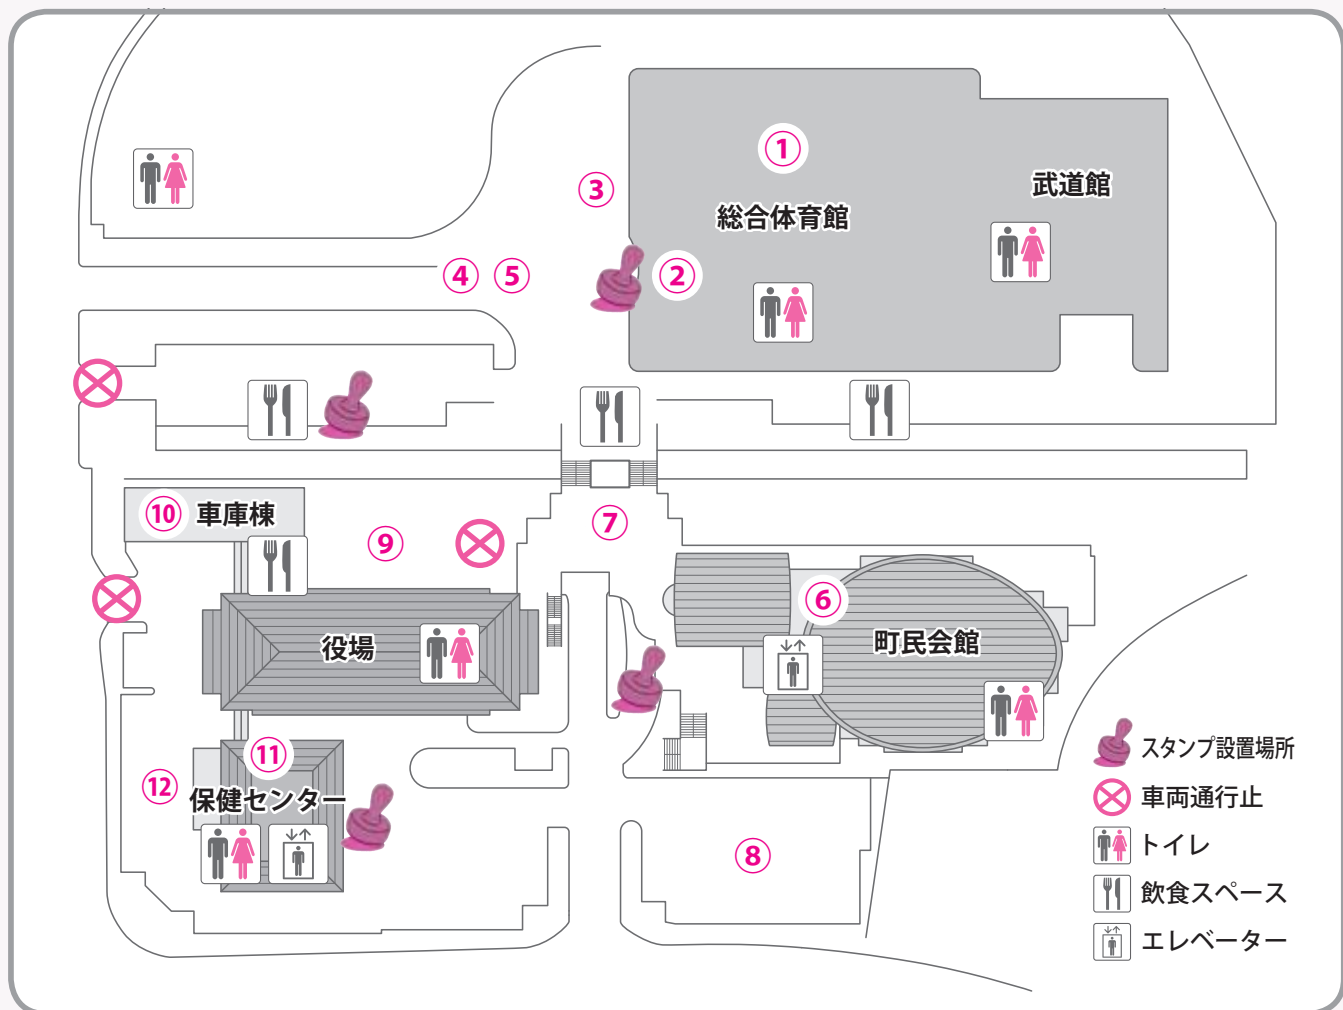 ①
武道館
③
総合体育館
④ ⑤
②
⑩ 車庫棟
⑨
⑦
⑥
役場
町民会館
⑪
⑫
保健センター
⑧
スタンプ設置場所
車両通行止
トイレ
飲食スペース
エレベーター